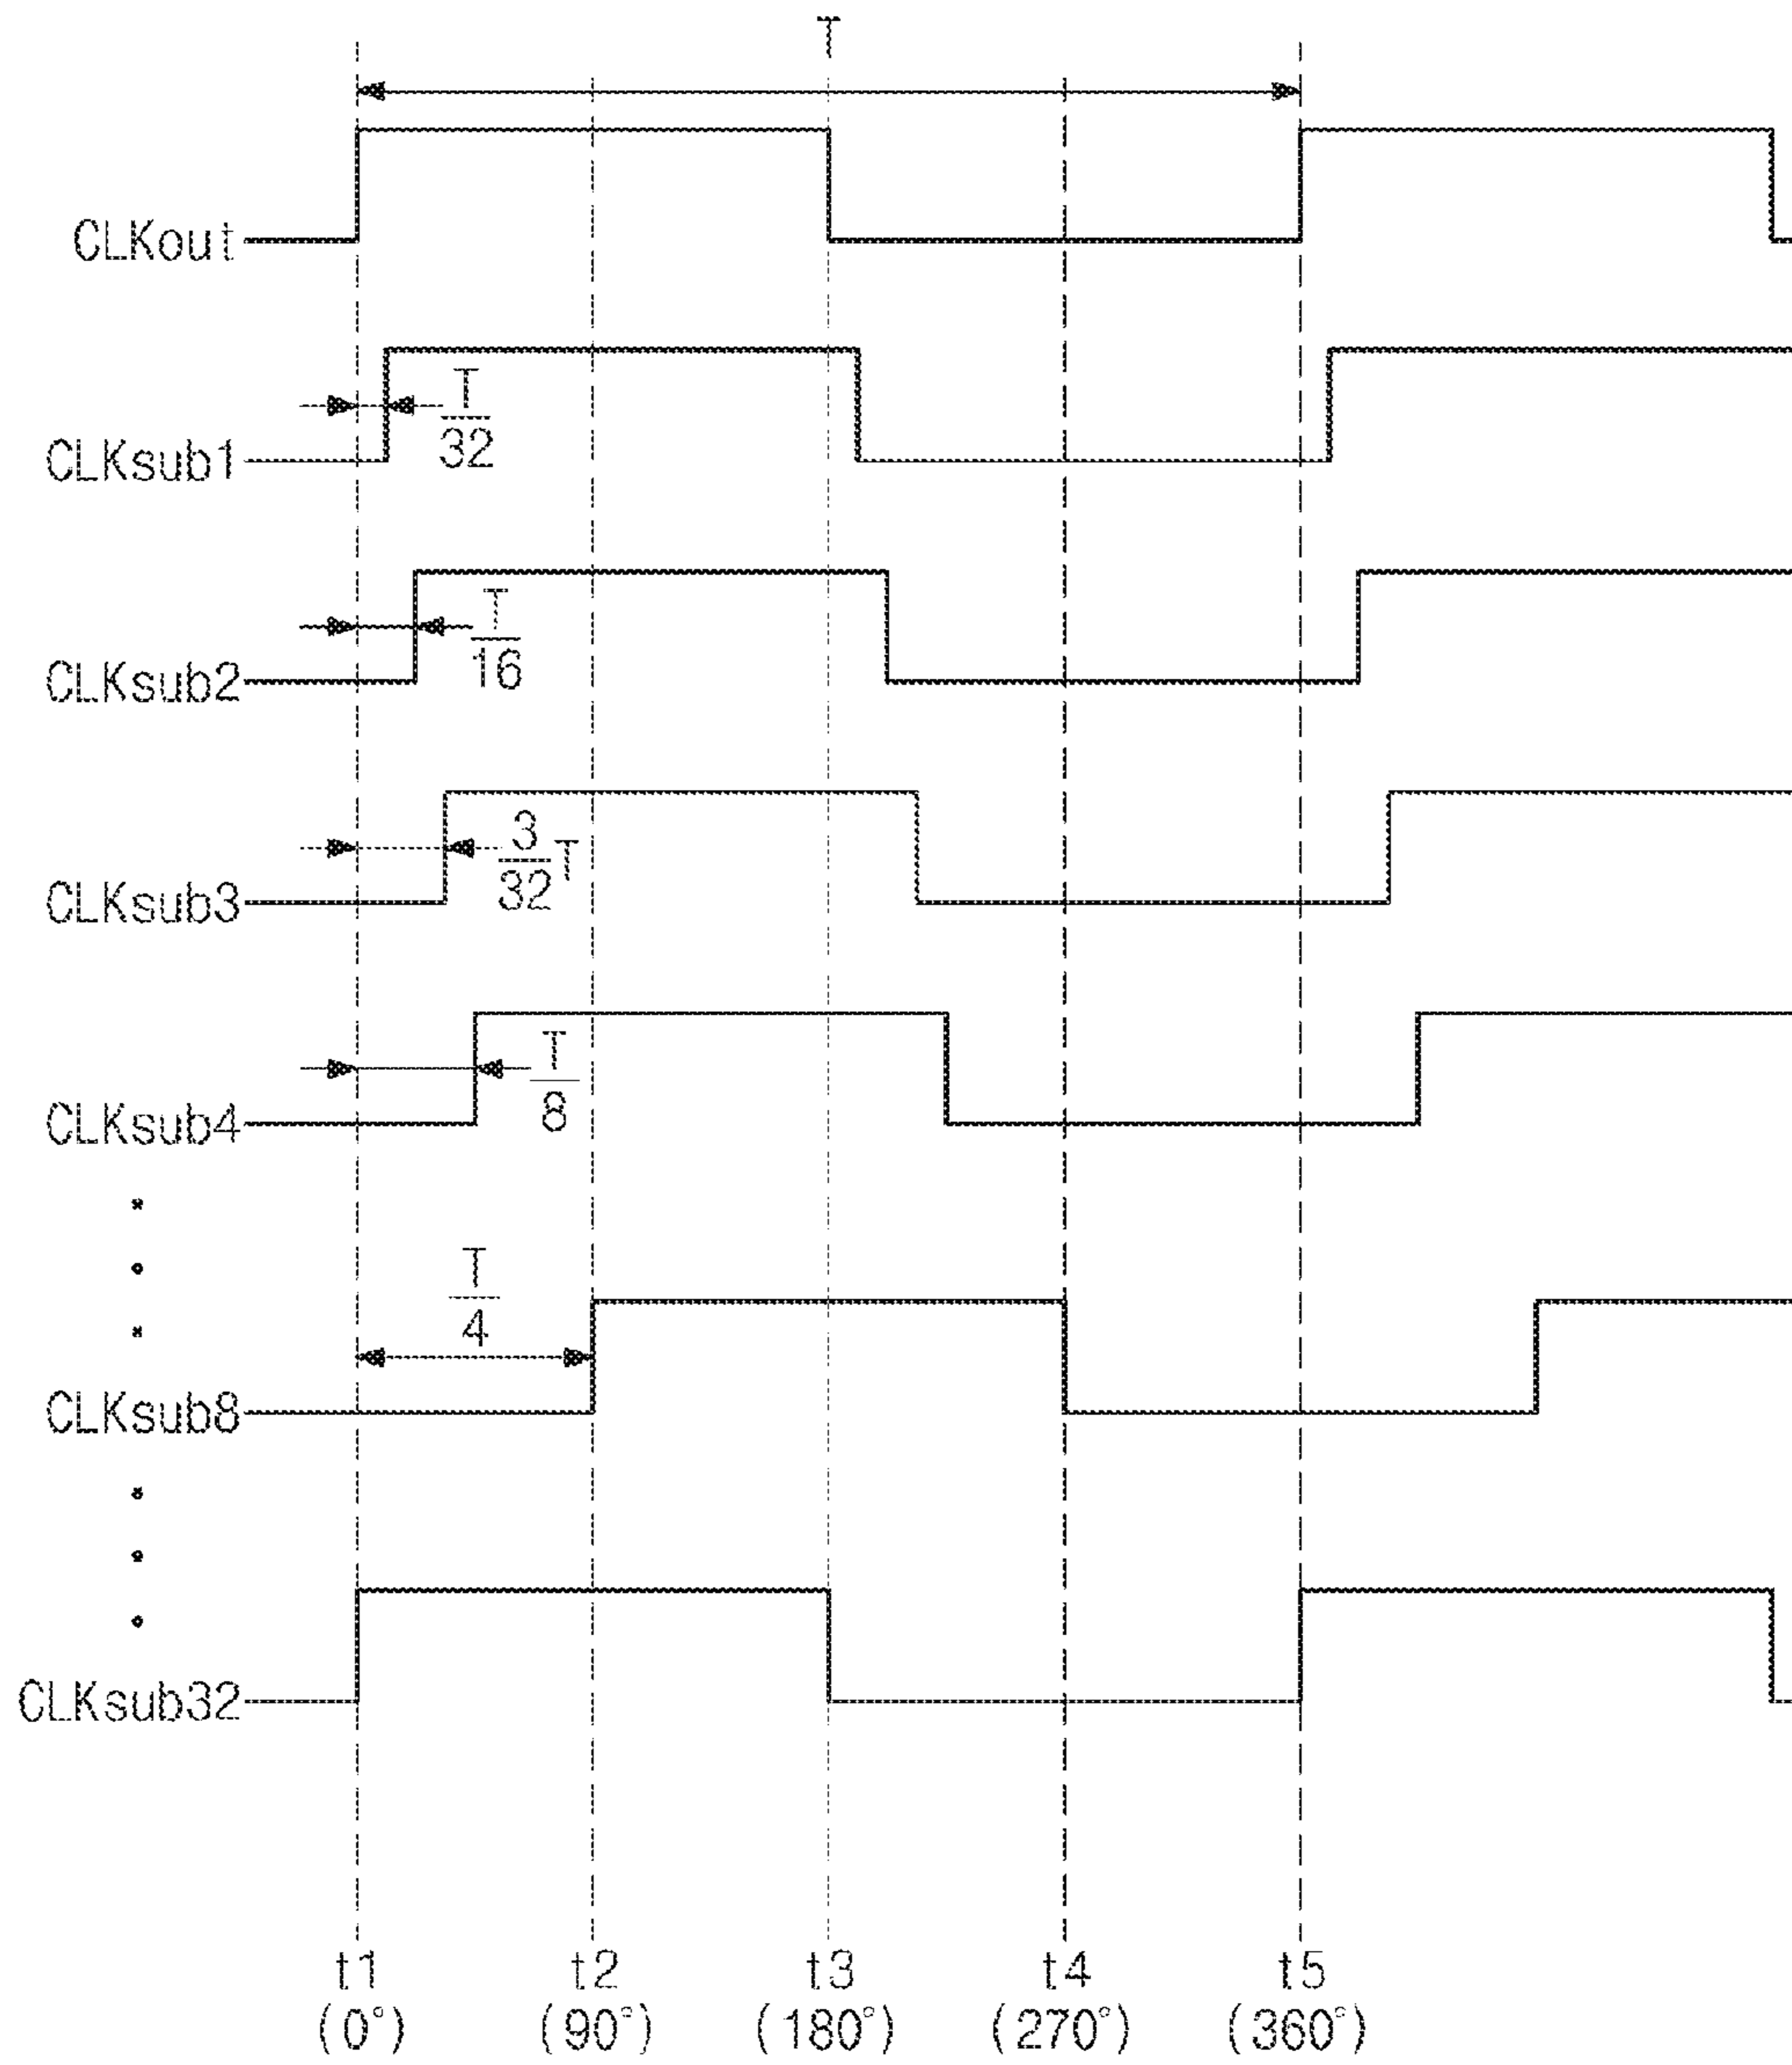 T
CLKout
CLKsub1
T
32
CLKsub2
T
16
CLKsub3
3
32
T
CLKsub4
T
8
T
4
CLKsub8
CLKsub32
t1 t2 t3 t4 t5
(0°) (90°) (180°) (270°) (360°)